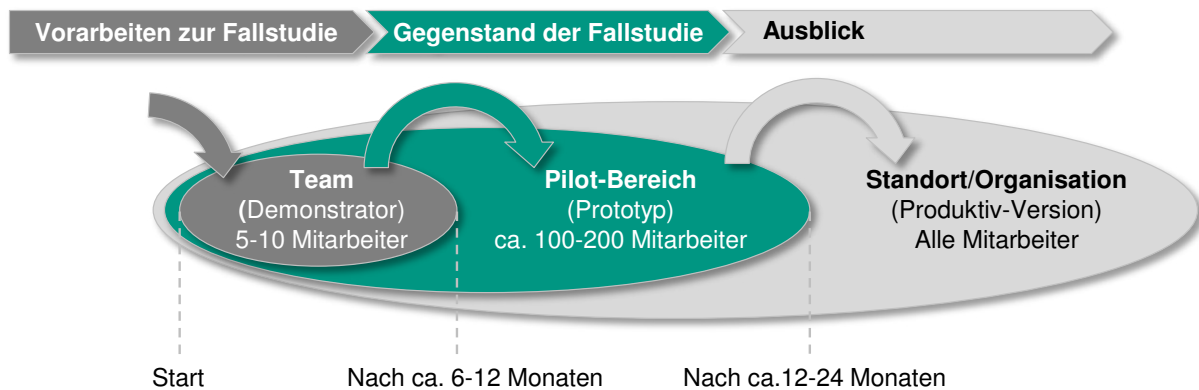 Vorarbeiten zur Fallstudie
Gegenstand der Fallstudie
Ausblick
Team
(Demonstrator)
5-10 Mitarbeiter
Pilot-Bereich
(Prototyp)
ca. 100-200 Mitarbeiter
Standort/Organisation
(Produktiv-Version)
Alle Mitarbeiter
Start
Nach ca. 6-12 Monaten
Nach ca.12-24 Monaten